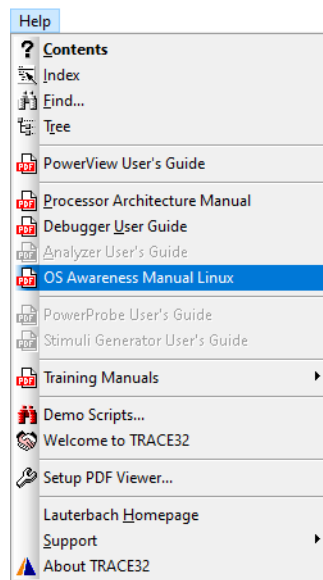 Help
Contents
Index
Find...
Tree
PowerView User's Guide
Processor Architecture Manual
Debugger User Guide
Analyzer User's Guide
OS Awareness Manual Linux
PowerProbe User's Guide
Stimuli Generator User's Guide
Training Manuals
Demo Scripts...
Welcome to TRACE32
Setup PDF Viewer...
Lauterbach Homepage
Support
About TRACE32